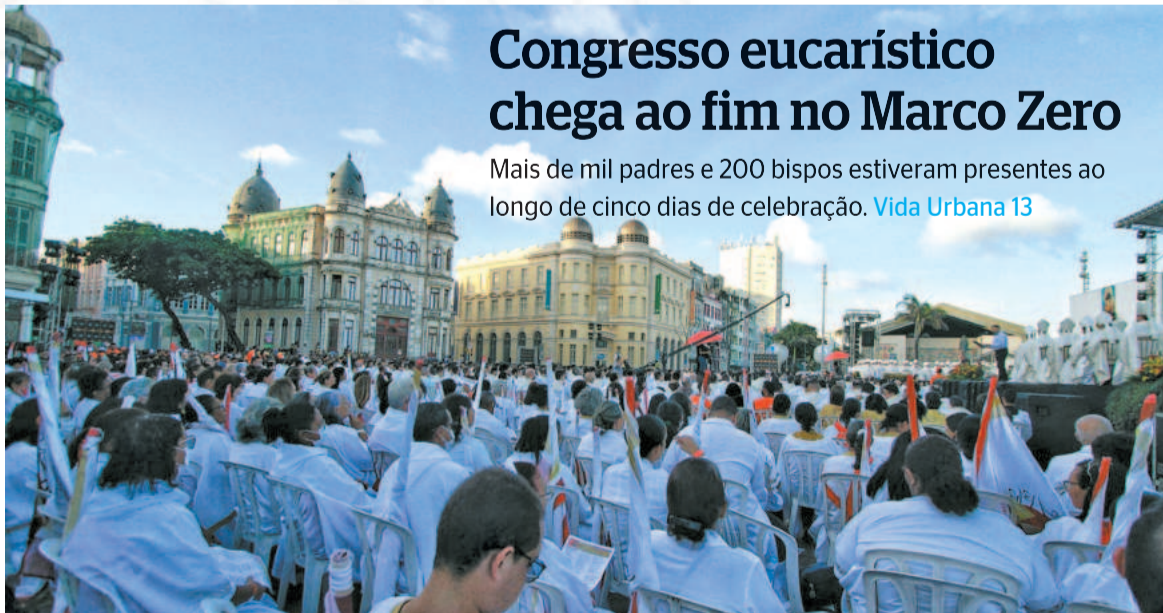 Congresso eucarístico
chega ao fim no Marco Zero
Mais de mil padres e 200 bispos estiveram presentes ao
longo de cinco dias de celebração. Vida Urbana 13